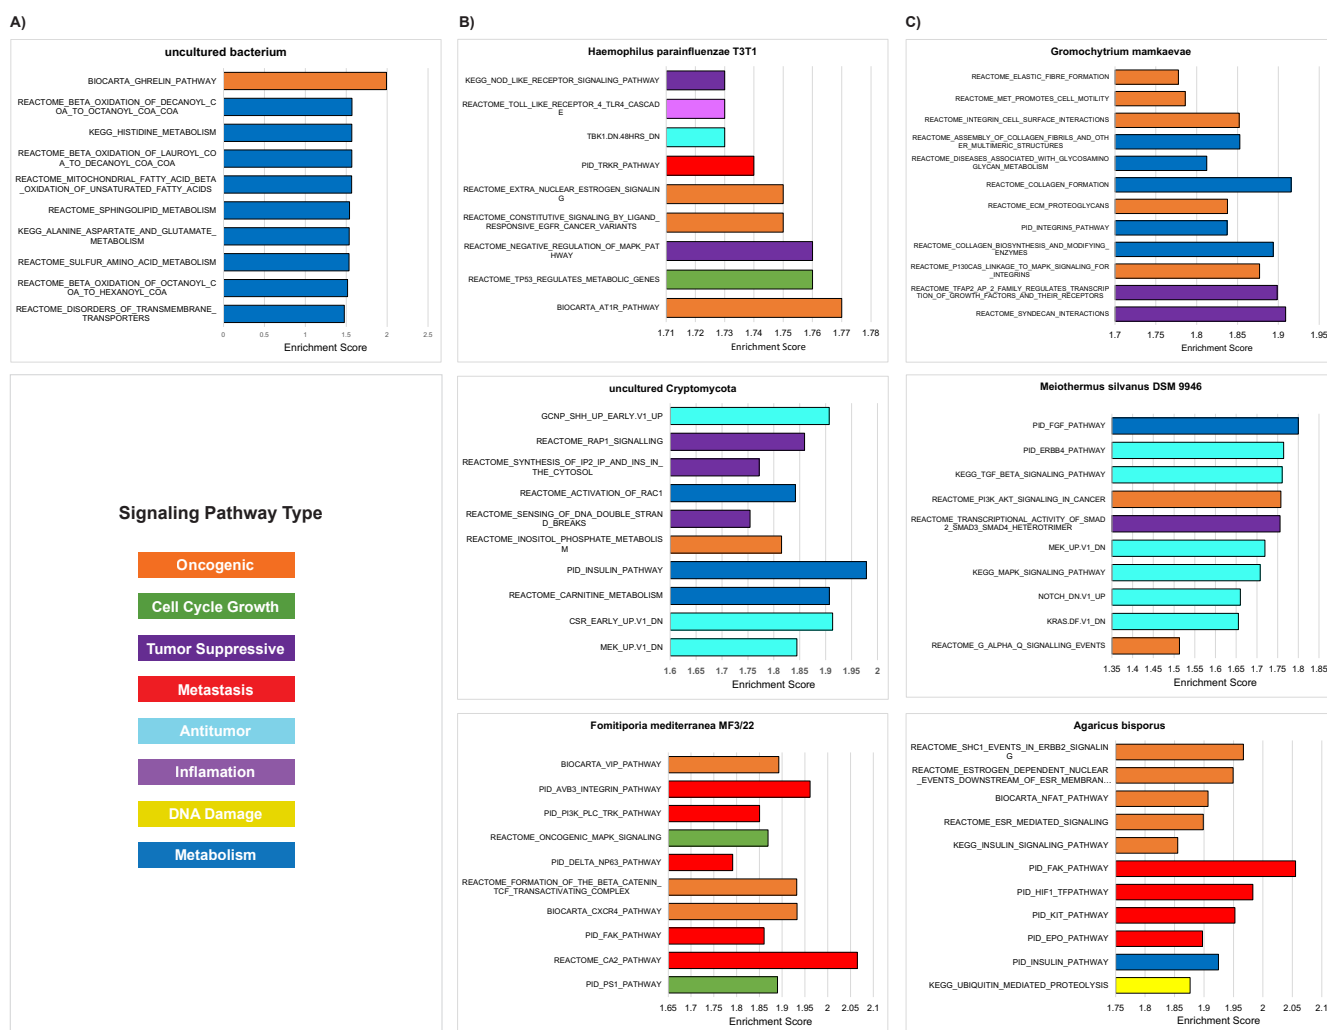 A)
uncultured bacterium
BIOCARTA_GHRELIN_PATHWAY
REACTOME_BETA_OXIDATION_OF_DECANOYL_C
OA_TO_OCTANOYL_COA_COA
KEGG_HISTIDINE_METABOLISM
REACTOME_BETA_OXIDATION_OF_LAUROYL_CO
A_TO_DECANOYL_COA_COA
REACTOME_MITOCHONDRIAL_FATTY_ACID_BETA
_OXIDATION_OF_UNSATURATED_FATTY_ACIDS
REACTOME_SPHINGOLIPID_METABOLISM
KEGG_ALANINE_ASPARTATE_AND_GLUTAMATE_
METABOLISM
REACTOME_SULFUR_AMINO_ACID_METABOLISM
REACTOME_BETA_OXIDATION_OF_OCTANOYL_C
OA_TO_HEXANOYL_COA
REACTOME_DISORDERS_OF_TRANSMEMBRANE_
TRANSPORTERS
0 0.5 1 1.5 2 2.5
Enrichment Score
Signaling Pathway Type
Oncogenic
Cell Cycle Growth
Tumor Suppressive
Metastasis
Antitumor
Inflamation
DNA Damage
Metabolism
B)
Haemophilus parainfluenzae T3T1
KEGG_NOD_LIKE_RECEPTOR_SIGNALING_PATHWAY
REACTOME_TOLL_LIKE_RECEPTOR_4_TLR4_CASCAD
E
TBK1.DN.48HRS_DN
PID_TRKR_PATHWAY
REACTOME_EXTRA_NUCLEAR_ESTROGEN_SIGNALIN
G
REACTOME_CONSTITUTIVE_SIGNALING_BY_LIGAND_
RESPONSIVE_EGFR_CANCER_VARIANTS
REACTOME_NEGATIVE_REGULATION_OF_MAPK_PAT
HWAY
REACTOME_TP53_REGULATES_METABOLIC_GENES
BIOCARTA_AT1R_PATHWAY
1.71 1.72 1.73 1.74 1.75 1.76 1.77 1.78
Enrichment Score
uncultured Cryptomycota
GCNP_SHH_UP_EARLY.V1_UP
REACTOME_RAP1_SIGNALLING
REACTOME_SYNTHESIS_OF_IP2_IP_AND_INS_IN_
THE_CYTOSOL
REACTOME_ACTIVATION_OF_RAC1
REACTOME_SENSING_OF_DNA_DOUBLE_STRAN
D_BREAKS
REACTOME_INOSITOL_PHOSPHATE_METABOLIS
M
PID_INSULIN_PATHWAY
REACTOME_CARNITINE_METABOLISM
CSR_EARLY_UP.V1_DN
MEK_UP.V1_DN
1.6 1.65 1.7 1.75 1.8 1.85 1.9 1.95 2
Enrichment Score
Fomitiporia mediterranea MF3/22
BIOCARTA_VIP_PATHWAY
PID_AVB3_INTEGRIN_PATHWAY
PID_PI3K_PLC_TRK_PATHWAY
REACTOME_ONCOGENIC_MAPK_SIGNALING
PID_DELTA_NP63_PATHWAY
REACTOME_FORMATION_OF_THE_BETA_CATENIN_
TCF_TRANSACTIVATING_COMPLEX
BIOCARTA_CXCR4_PATHWAY
PID_FAK_PATHWAY
REACTOME_CA2_PATHWAY
PID_PS1_PATHWAY
1.65 1.7 1.75 1.8 1.85 1.9 1.95 2 2.05 2.1
Enrichment Score
C)
Gromochytrium mamkaevae
REACTOME_ELASTIC_FIBRE_FORMATION
REACTOME_MET_PROMOTES_CELL_MOTILITY
REACTOME_INTEGRIN_CELL_SURFACE_INTERACTIONS
REACTOME_ASSEMBLY_OF_COLLAGEN_FIBRILS_AND_OTH
ER_MULTIMERIC_STRUCTURES
REACTOME_DISEASES_ASSOCIATED_WITH_GLYCOSAMINO
GLYCAN_METABOLISM
REACTOME_COLLAGEN_FORMATION
REACTOME_ECM_PROTEOGLYCANS
PID_INTEGRIN5_PATHWAY
REACTOME_COLLAGEN_BIOSYNTHESIS_AND_MODIFYING_
ENZYMES
REACTOME_P130CAS_LINKAGE_TO_MAPK_SIGNALING_FOR
_INTEGRINS
REACTOME_TFAP2_AP_2_FAMILY_REGULATES_TRANSCRIP
TION_OF_GROWTH_FACTORS_AND_THEIR_RECEPTORS
REACTOME_SYNDECAN_INTERACTIONS
1.7 1.75 1.8 1.85 1.9 1.95
Enrichment Score
Meiothermus silvanus DSM 9946
PID_FGF_PATHWAY
PID_ERBB4_PATHWAY
KEGG_TGF_BETA_SIGNALING_PATHWAY
REACTOME_PI3K_AKT_SIGNALING_IN_CANCER
REACTOME_TRANSCRIPTIONAL_ACTIVITY_OF_SMAD
2_SMAD3_SMAD4_HETEROTRIMER
MEK_UP.V1_DN
KEGG_MAPK_SIGNALING_PATHWAY
NOTCH_DN.V1_UP
KRAS.DF.V1_DN
REACTOME_G_ALPHA_Q_SIGNALLING_EVENTS
1.35 1.4 1.45 1.5 1.55 1.6 1.65 1.7 1.75 1.8 1.85
Enrichment Score
Agaricus bisporus
REACTOME_SHC1_EVENTS_IN_ERBB2_SIGNALIN
G
REACTOME_ESTROGEN_DEPENDENT_NUCLEAR
_EVENTS_DOWNSTREAM_OF_ESR_MEMBRAN...
BIOCARTA_NFAT_PATHWAY
REACTOME_ESR_MEDIATED_SIGNALING
KEGG_INSULIN_SIGNALING_PATHWAY
PID_FAK_PATHWAY
PID_HIF1_TFPATHWAY
PID_KIT_PATHWAY
PID_EPO_PATHWAY
PID_INSULIN_PATHWAY
KEGG_UBIQUITIN_MEDIATED_PROTEOLYSIS
1.75 1.8 1.85 1.9 1.95 2 2.05 2.1
Enrichment Score